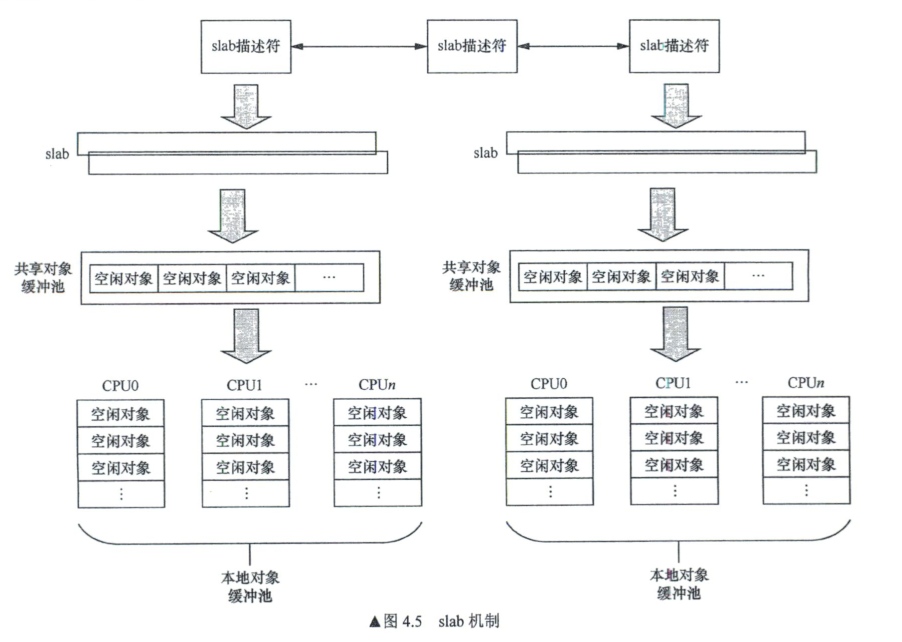 slab描述符 slab描述符 slab描述符
slab slab
共享对象
缓冲池
空闲对象 空闲对象 空闲对象 …
共享对象
缓冲池
空闲对象 空闲对象 空闲对象 …
CPU0 CPU1 … CPUn
空闲对象 空闲对象 空闲对象
空闲对象 空闲对象 空闲对象
空闲对象 空闲对象 空闲对象
⋮ ⋮ ⋮
本地对象
缓冲池
CPU0 CPU1 … CPUn
空闲对象 空闲对象 空闲对象
空闲对象 空闲对象 空闲对象
空闲对象 空闲对象 空闲对象
⋮ ⋮ ⋮
本地对象
缓冲池
▲图 4.5 slab 机制